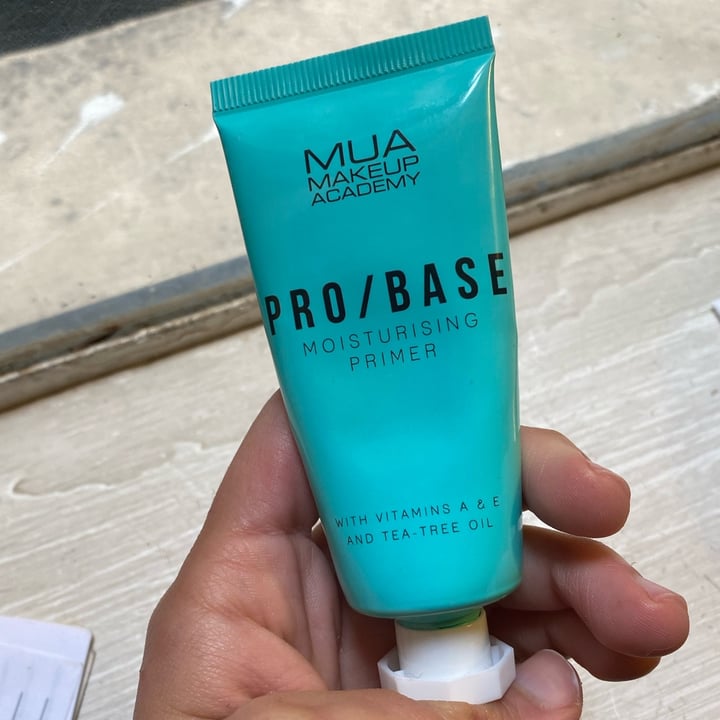 MUA
MAKEUP
ACADEMY
PRO/BASE
MOISTURISING
PRIMER
WITH VITAMINS A & E
AND TEA-TREE OIL